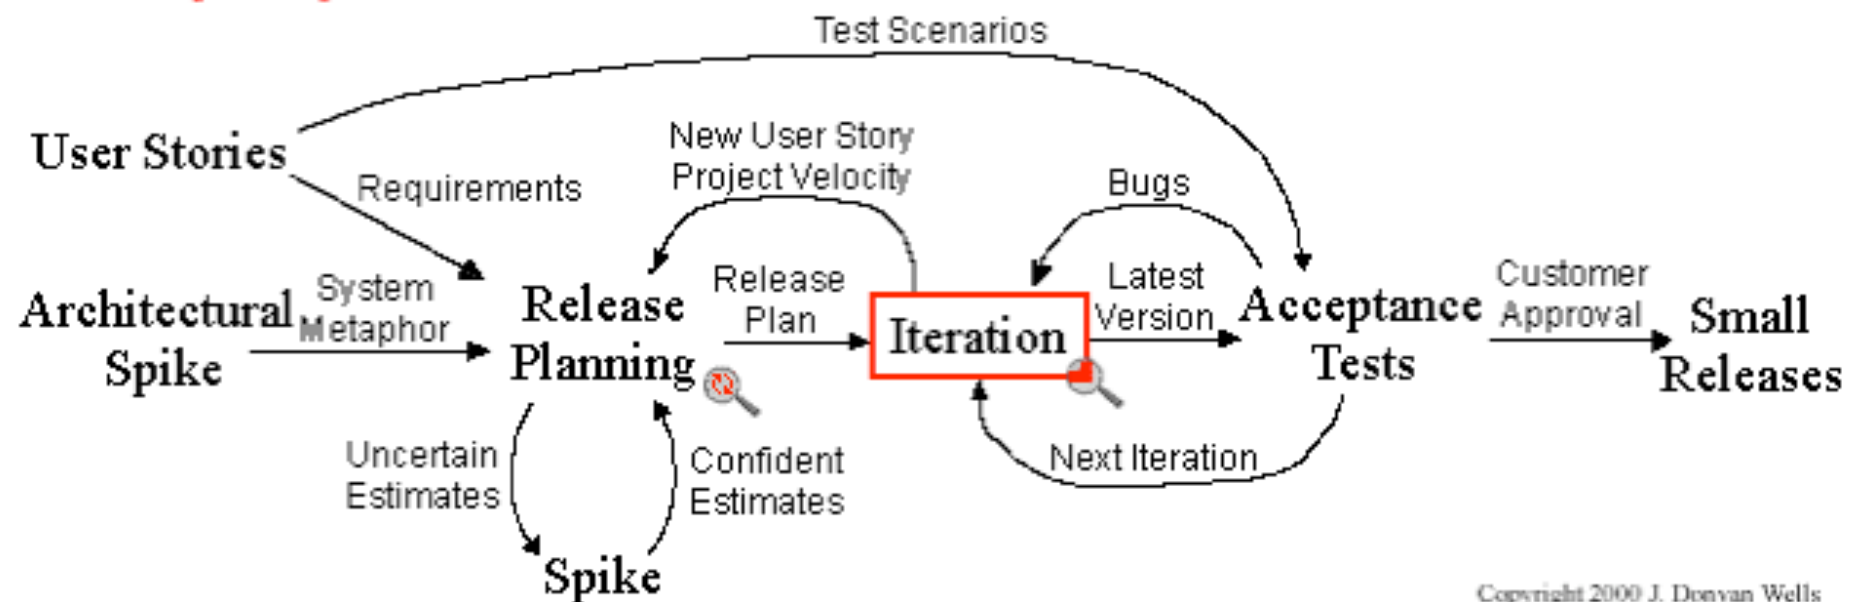 Test Scenarios
User Stories
Requirements
New User Story
Project Velocity
Bugs
Architectural
Spike
System
Metaphor
Release
Planning
Release
Plan
Iteration
Latest
Version
Acceptance
Tests
Customer
Approval
Small
Releases
Uncertain
Estimates
Confident
Estimates
Next Iteration
Spike
Copyright 2000 J. Donvan Wells